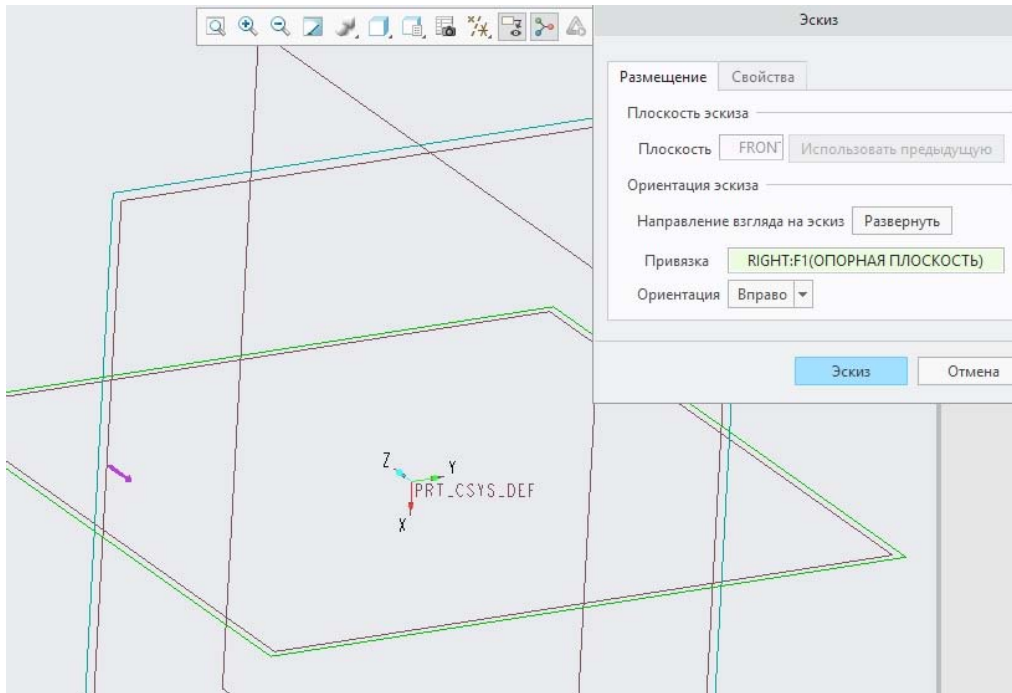 Эскиз
Размещение Свойства
Плоскость эскиза
Плоскость FRONT Использовать предыдущую
Ориентация эскиза
Направление взгляда на эскиз Развернуть
Привязка RIGHT:F1(ОПОРНАЯ ПЛОСКОСТЬ)
Ориентация Вправо
Эскиз Отмена
Z Y
PRT_CSYS_DEF
X